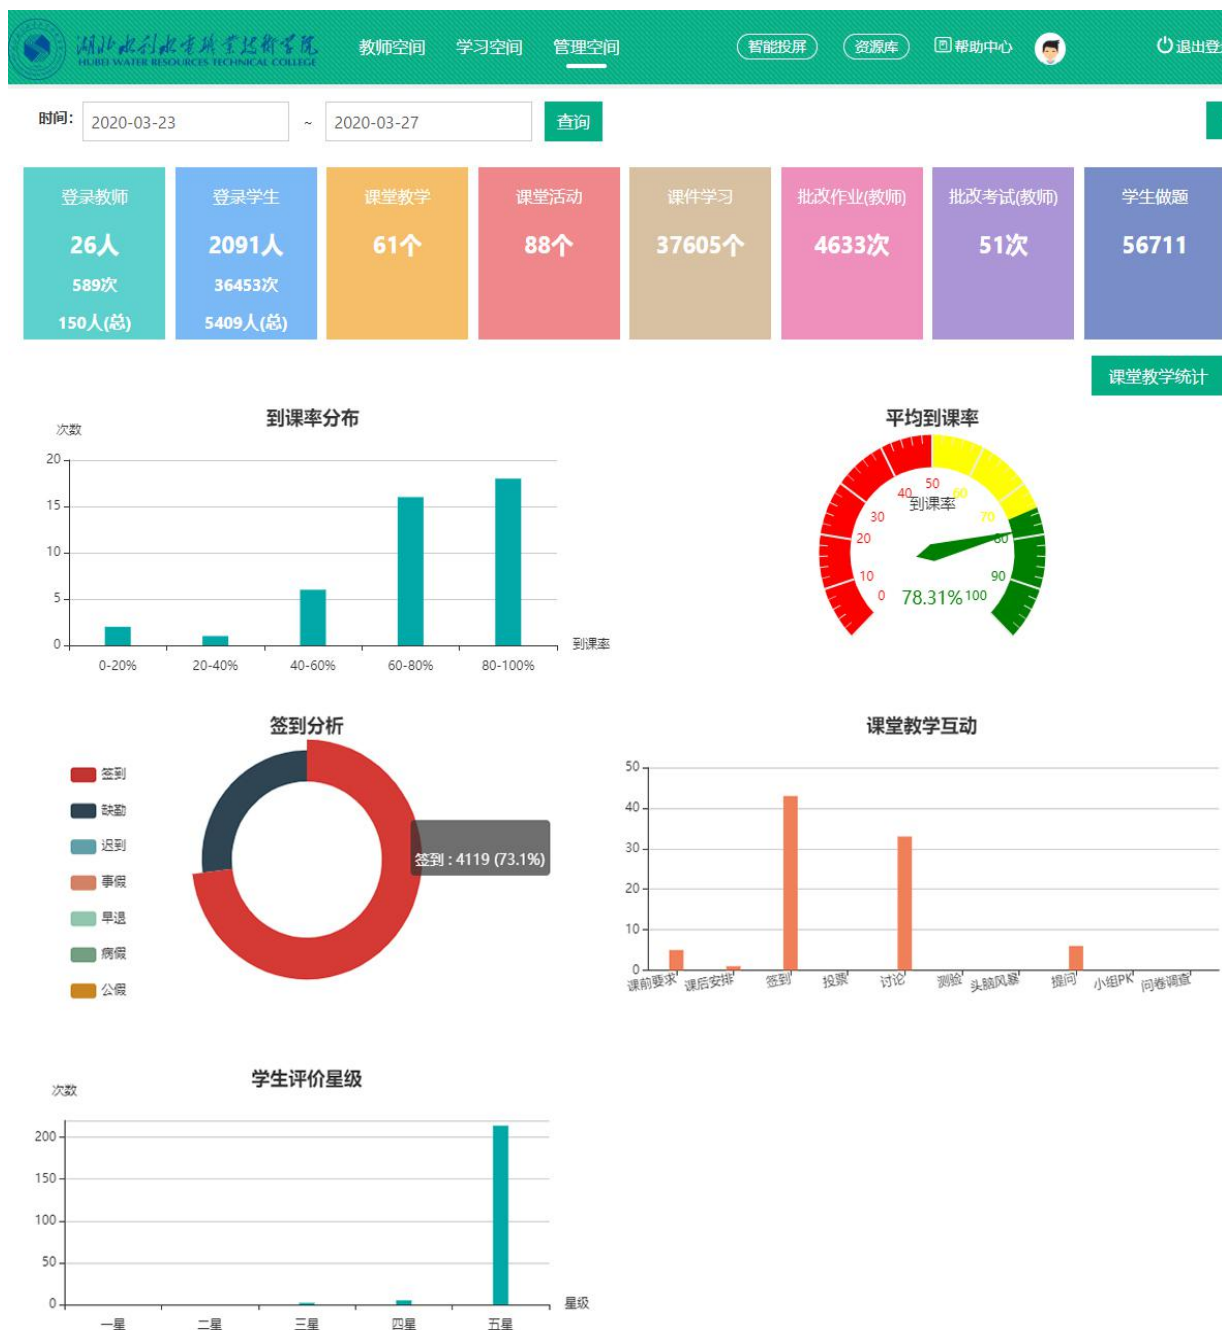 湖北水利水电职业技术学院
HUBEI WATER RESOURCES TECHNICAL COLLEGE
教师空间 学习空间 管理空间 智能投屏 资源库 帮助中心 退出登
时间： 2020-03-23 ~ 2020-03-27 查询
登录教师 登录学生 课堂教学 课堂活动 课件学习 批改作业(教师) 批改考试(教师) 学生做题
26人 2091人 61个 88个 37605个 4633次 51次 56711
589次 36453次
150人(总) 5409人(总)
课堂教学统计
到课率分布
次数
20
15
10
5
0
到课率
0-20% 20-40% 40-60% 60-80% 80-100%
平均到课率
50
40 60
到课率
30 70
20 80
10 90
0 78.31% 100
签到分析
签到
缺勤
迟到
事假
早退
病假
公假
签到 : 4119 (73.1%)
课堂教学互动
50
40
30
20
10
0
课前要求 课后安排 签到 投票 讨论 测验 头脑风暴 提问 小组PK 问卷调查
学生评价星级
次数
200
150
100
50
0
星级
一星 二星 三星 四星 五星